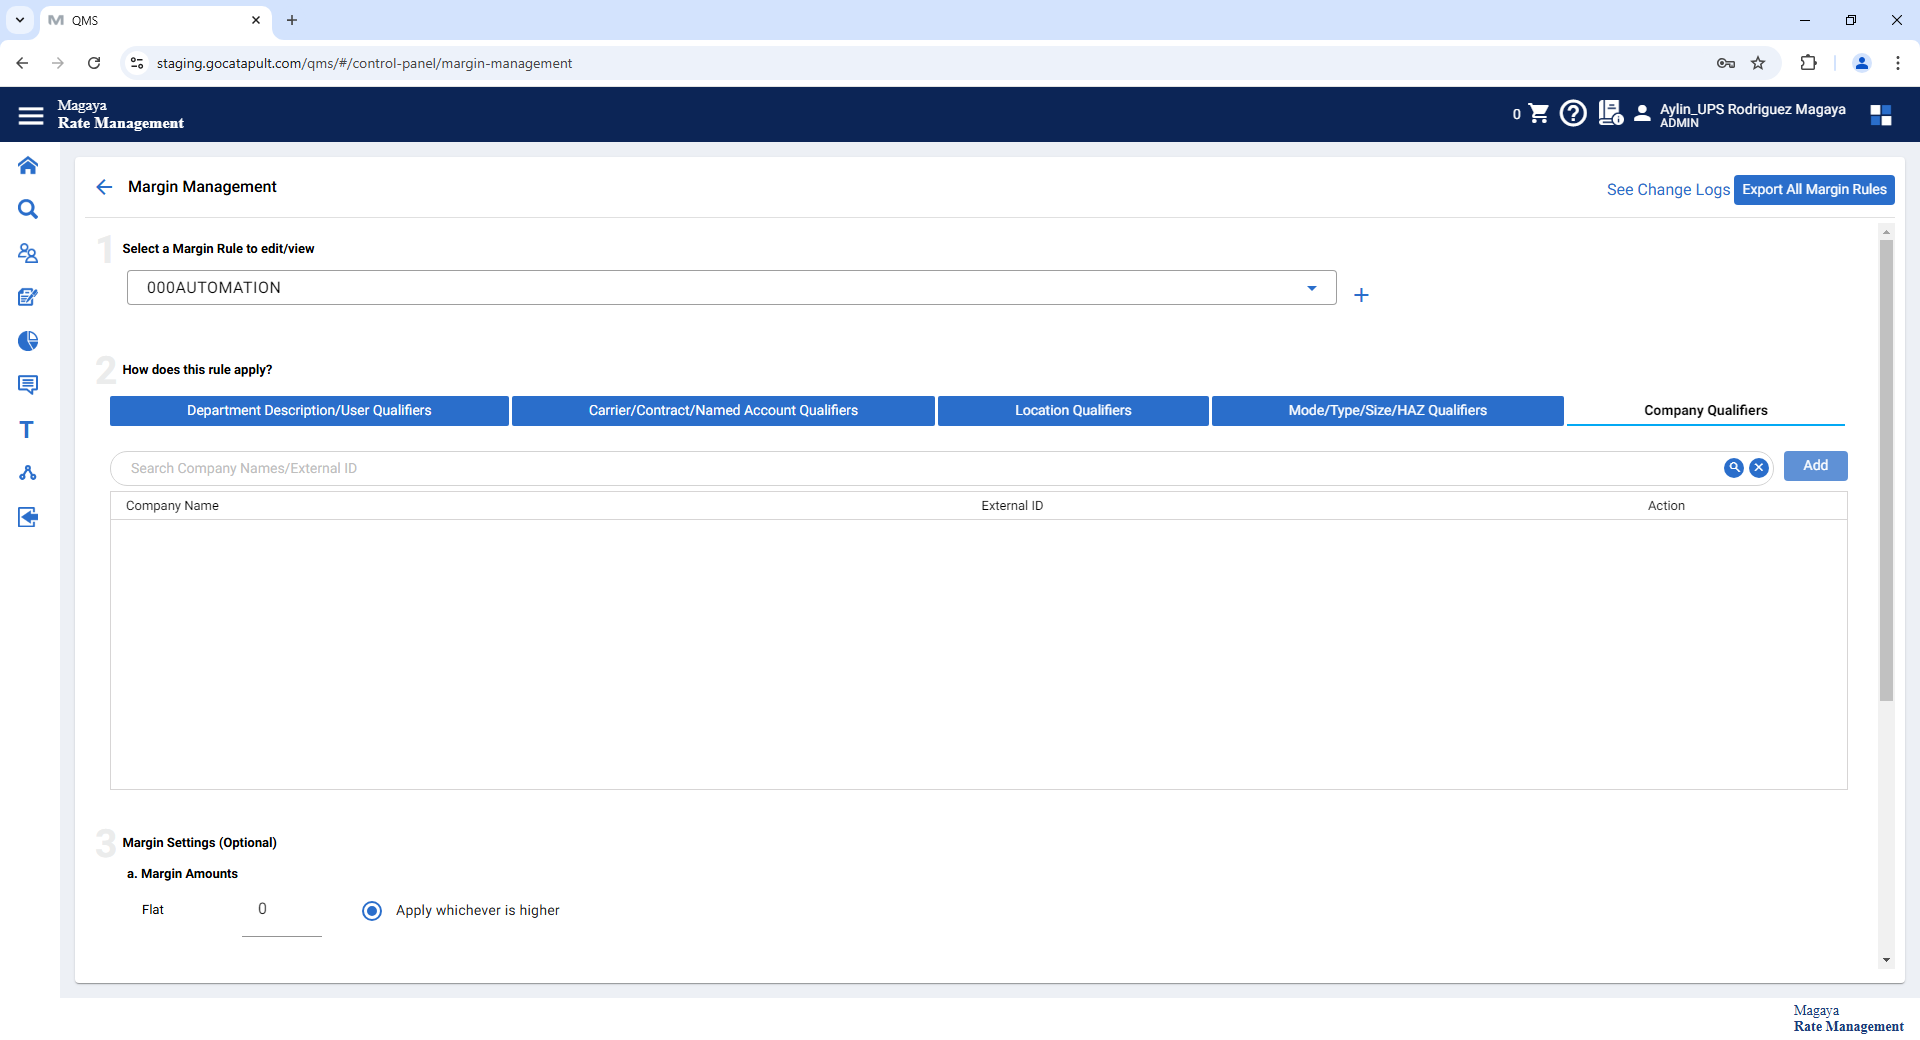 QMS
staging.gocatapult.com/qms/#/control-panel/margin-management
Magaya
Rate Management
0
Aylin_UPS Rodriguez Magaya
ADMIN
Margin Management
See Change Logs
Export All Margin Rules
1 Select a Margin Rule to edit/view
000AUTOMATION
2 How does this rule apply?
Department Description/User Qualifiers
Carrier/Contract/Named Account Qualifiers
Location Qualifiers
Mode/Type/Size/HAZ Qualifiers
Company Qualifiers
Search Company Names/External ID
Add
Company Name
External ID
Action
3 Margin Settings (Optional)
a. Margin Amounts
Flat
0
Apply whichever is higher
Magaya
Rate Management